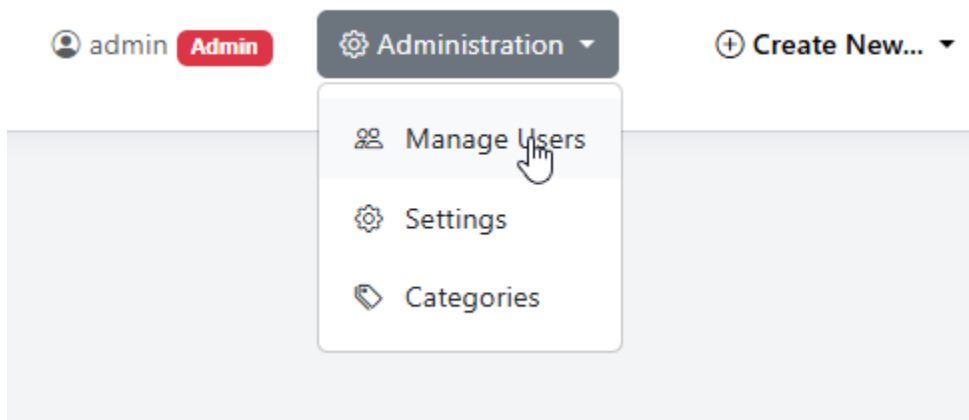 admin Admin Administration Create New...
Manage Users
Settings
Categories